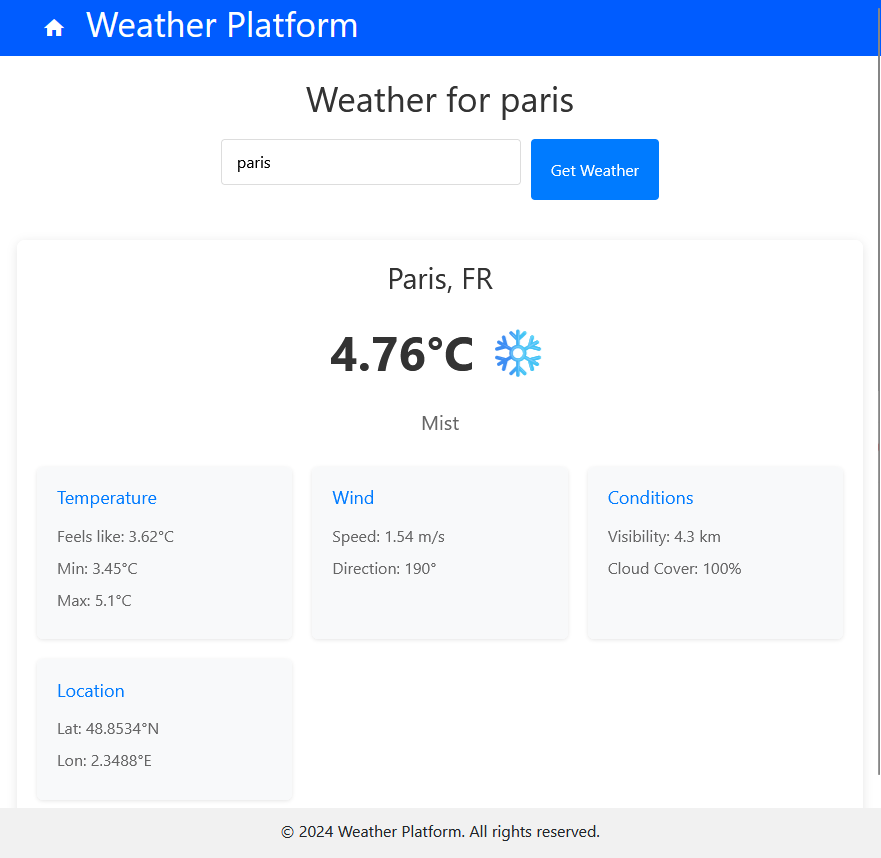 Weather Platform
Weather for paris
paris
Get Weather
Paris, FR
4.76°C
Mist
Temperature
Feels like: 3.62°C
Min: 3.45°C
Max: 5.1°C
Wind
Speed: 1.54 m/s
Direction: 190°
Conditions
Visibility: 4.3 km
Cloud Cover: 100%
Location
Lat: 48.8534°N
Lon: 2.3488°E
© 2024 Weather Platform. All rights reserved.